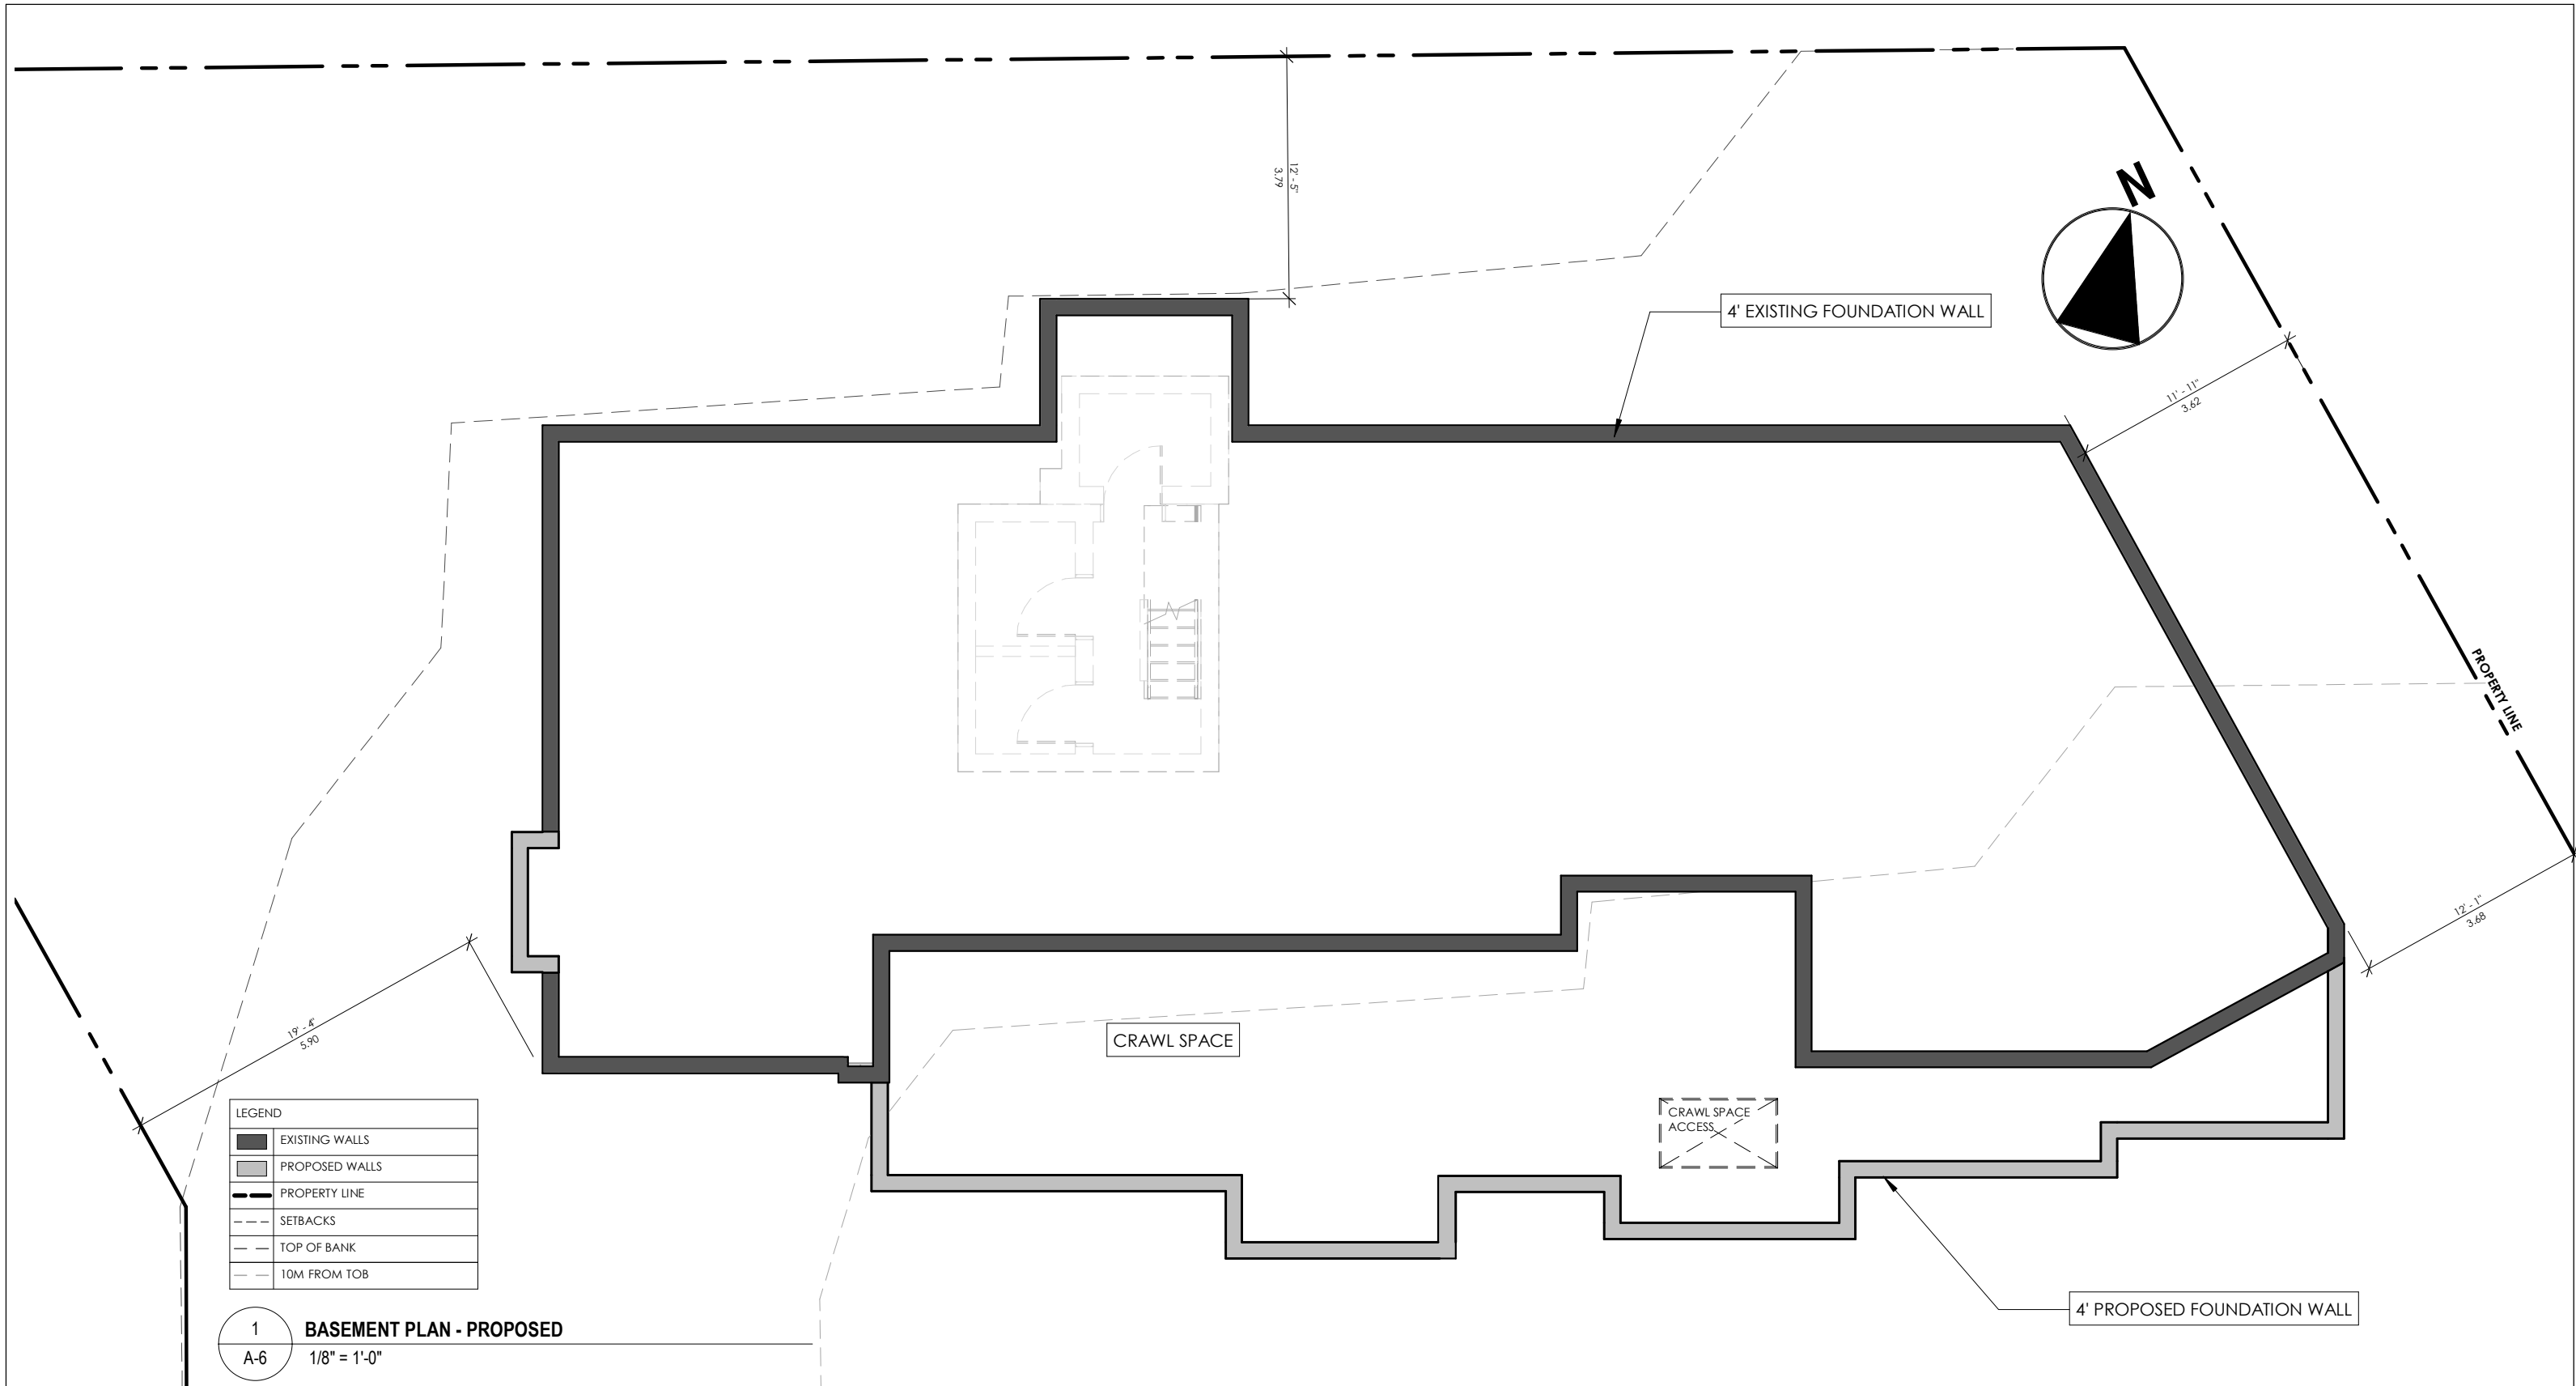 12' - 5"
3.79
N
4' EXISTING FOUNDATION WALL
11' - 11"
3.62
PROPERTY LINE
12' - 1"
3.68
19' - 4"
5.90
CRAWL SPACE
CRAWL SPACE
ACCESS
LEGEND
EXISTING WALLS
PROPOSED WALLS
PROPERTY LINE
SETBACKS
TOP OF BANK
10M FROM TOB
4' PROPOSED FOUNDATION WALL
1
BASEMENT PLAN - PROPOSED
A-6
1/8" = 1'-0"